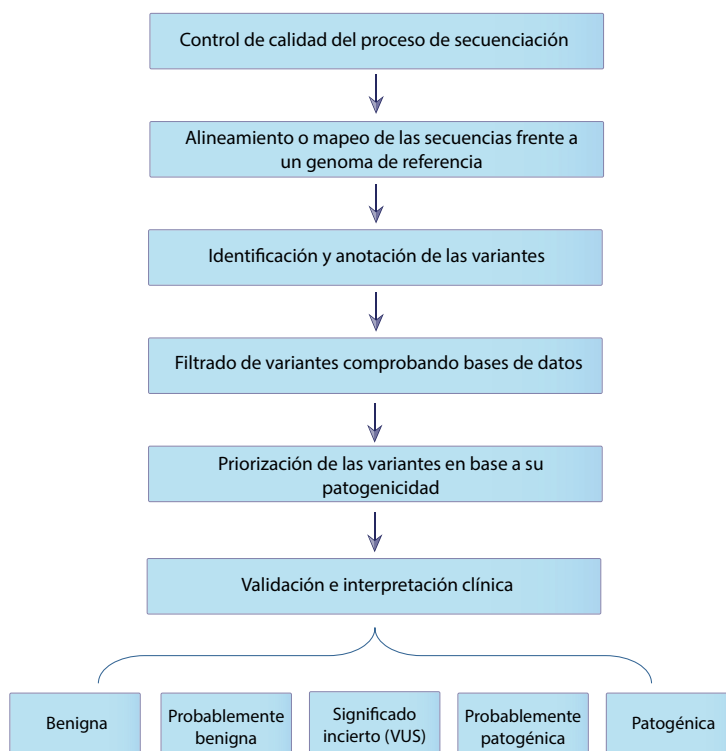 Control de calidad del proceso de secuenciación
Alineamiento o mapeo de las secuencias frente a
un genoma de referencia
Identificación y anotación de las variantes
Filtrado de variantes comprobando bases de datos
Priorización de las variantes en base a su
patogenicidad
Validación e interpretación clínica
Benigna
Probablemente
benigna
Significado
incierto (VUS)
Probablemente
patogénica
Patogénica